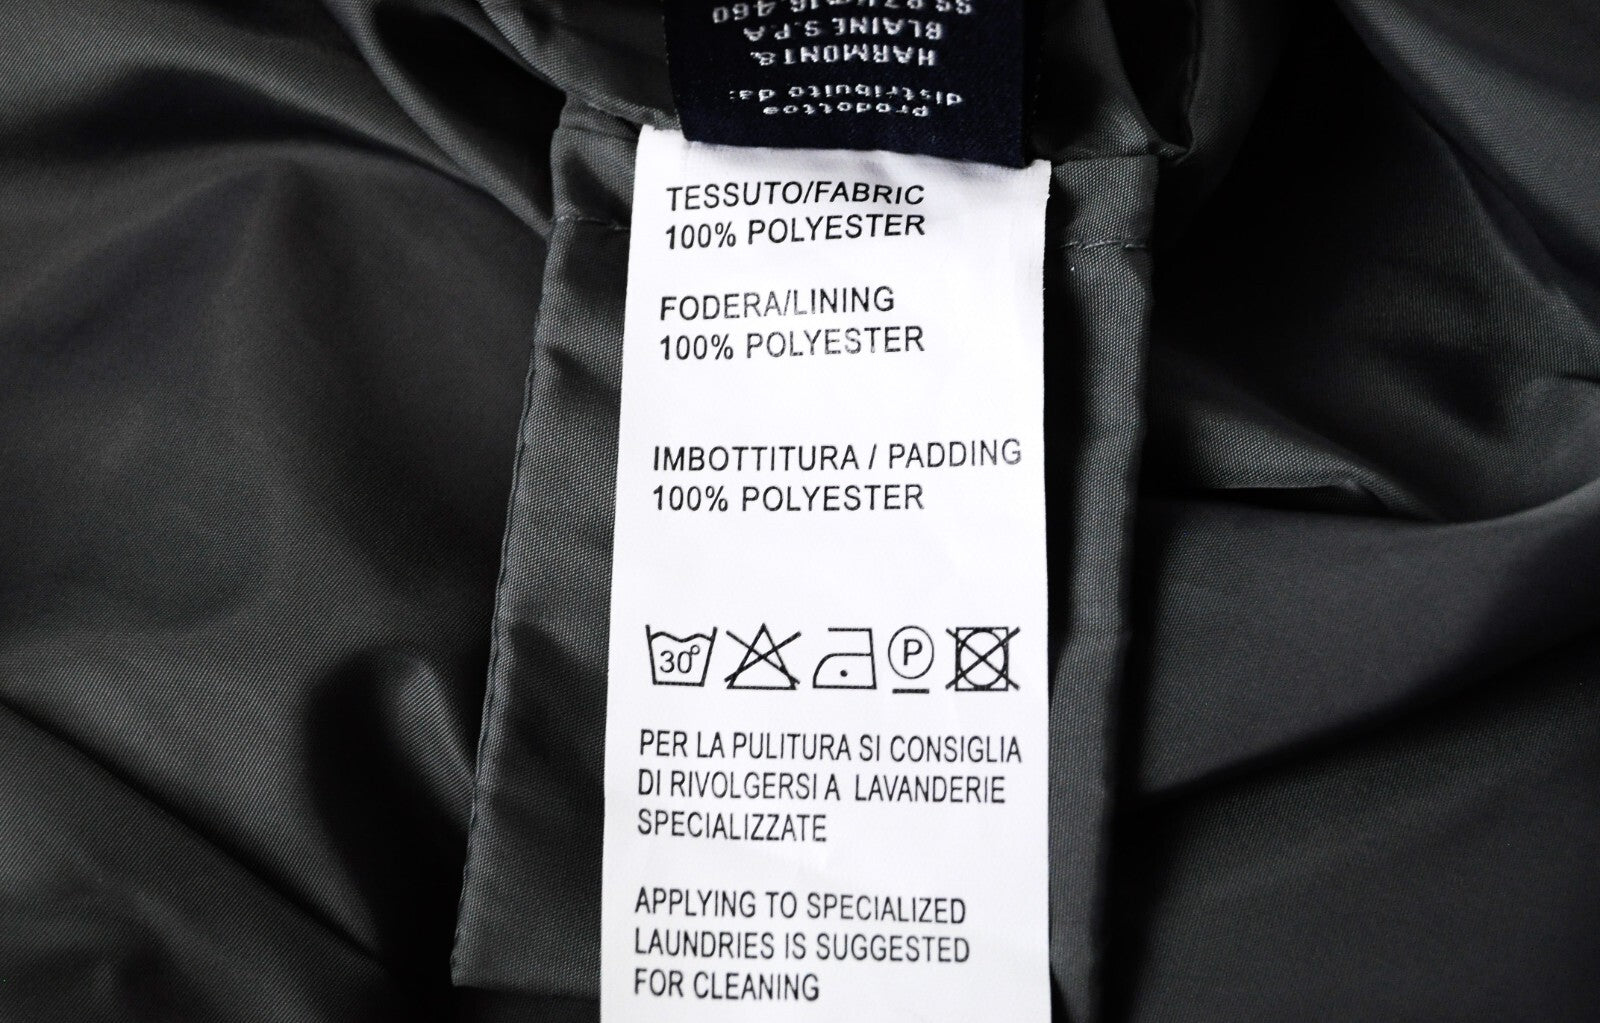 Prodotto e
distribuito da:
HARMONT&
BLAINE S.P.A
TESSUTO/FABRIC
100% POLYESTER
FODERA/LINING
100% POLYESTER
IMBOTTITURA / PADDING
100% POLYESTER
30°
P
PER LA PULITURA SI CONSIGLIA
DI RIVOLGERSI A LAVANDERIE
SPECIALIZZATE
APPLYING TO SPECIALIZED
LAUNDRIES IS SUGGESTED
FOR CLEANING